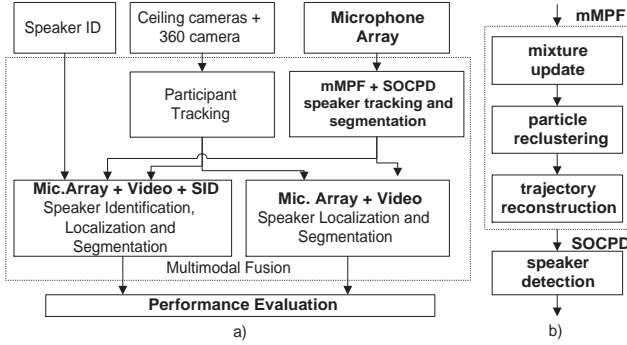 Speaker ID
Ceiling cameras +
360 camera
Microphone
Array
Participant
Tracking
mMPF + SOCPD
speaker tracking and
segmentation
Mic.Array + Video + SID
Speaker Identification,
Localization and
Segmentation
Mic. Array + Video
Speaker Localization and
Segmentation
Multimodal Fusion
Performance Evaluation
a)
mMPF
mixture
update
particle
reclustering
trajectory
reconstruction
SOCPD
speaker
detection
b)